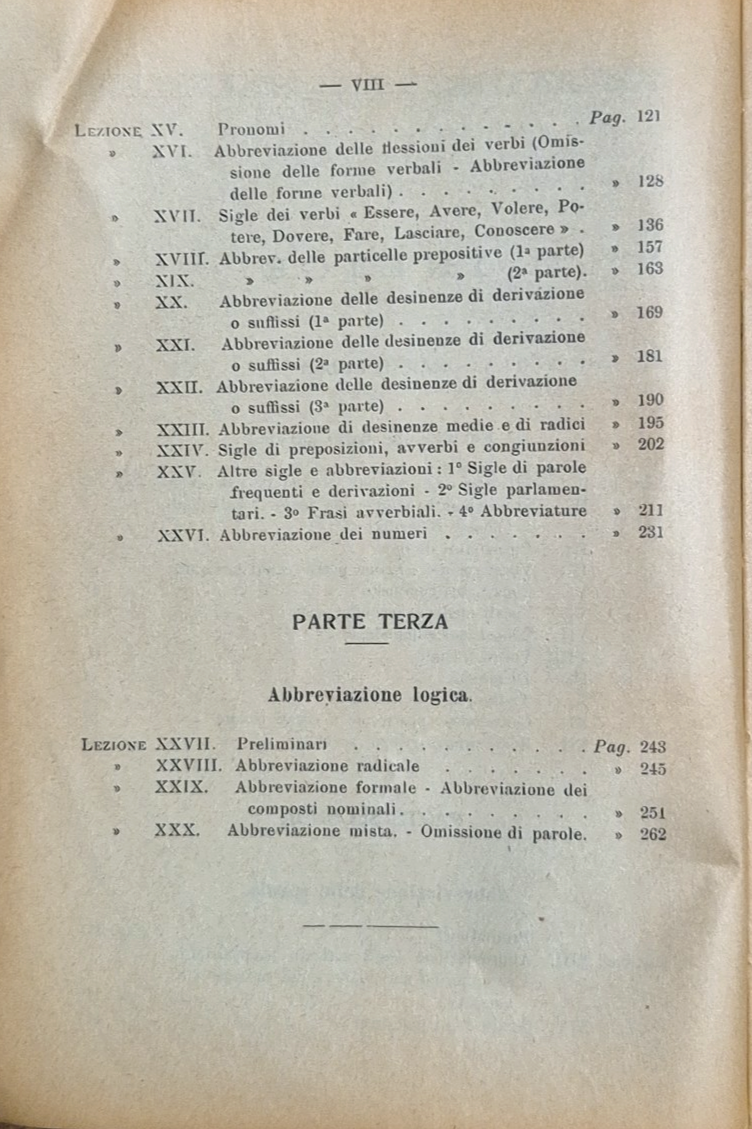 — VIII —
LEZIONE XV. Pronomi . . . . . . . . . . . . Pag. 121
» XVI. Abbreviazione delle flessioni dei verbi (Omis-
sione delle forme verbali - Abbreviazione
delle forme verbali) . . . . . . . . . » 128
» XVII. Sigle dei verbi « Essere, Avere, Volere, Po-
tere, Dovere, Fare, Lasciare, Conoscere » . » 136
» XVIII. Abbrev. delle particelle prepositive (1ª parte) » 157
» XIX. » » » » (2ª parte). » 163
» XX. Abbreviazione delle desinenze di derivazione
o suffissi (1ª parte) . . . . . . . . . » 169
» XXI. Abbreviazione delle desinenze di derivazione
o suffissi (2ª parte) . . . . . . . . . » 181
» XXII. Abbreviazione delle desinenze di derivazione
o suffissi (3ª parte) . . . . . . . . . » 190
» XXIII. Abbreviazione di desinenze medie e di radici » 195
» XXIV. Sigle di preposizioni, avverbi e congiunzioni » 202
» XXV. Altre sigle e abbreviazioni : 1° Sigle di parole
frequenti e derivazioni - 2º Sigle parlamen-
tari. - 3º Frasi avverbiali. - 4º Abbreviature » 211
» XXVI. Abbreviazione dei numeri . . . . . . . » 231
PARTE TERZA
Abbreviazione logica.
LEZIONE XXVII. Preliminari . . . . . . . . . . . Pag. 243
» XXVIII. Abbreviazione radicale . . . . . . . » 245
» XXIX. Abbreviazione formale - Abbreviazione dei
composti nominali . . . . . . . . . » 251
» XXX. Abbreviazione mista. - Omissione di parole. » 262